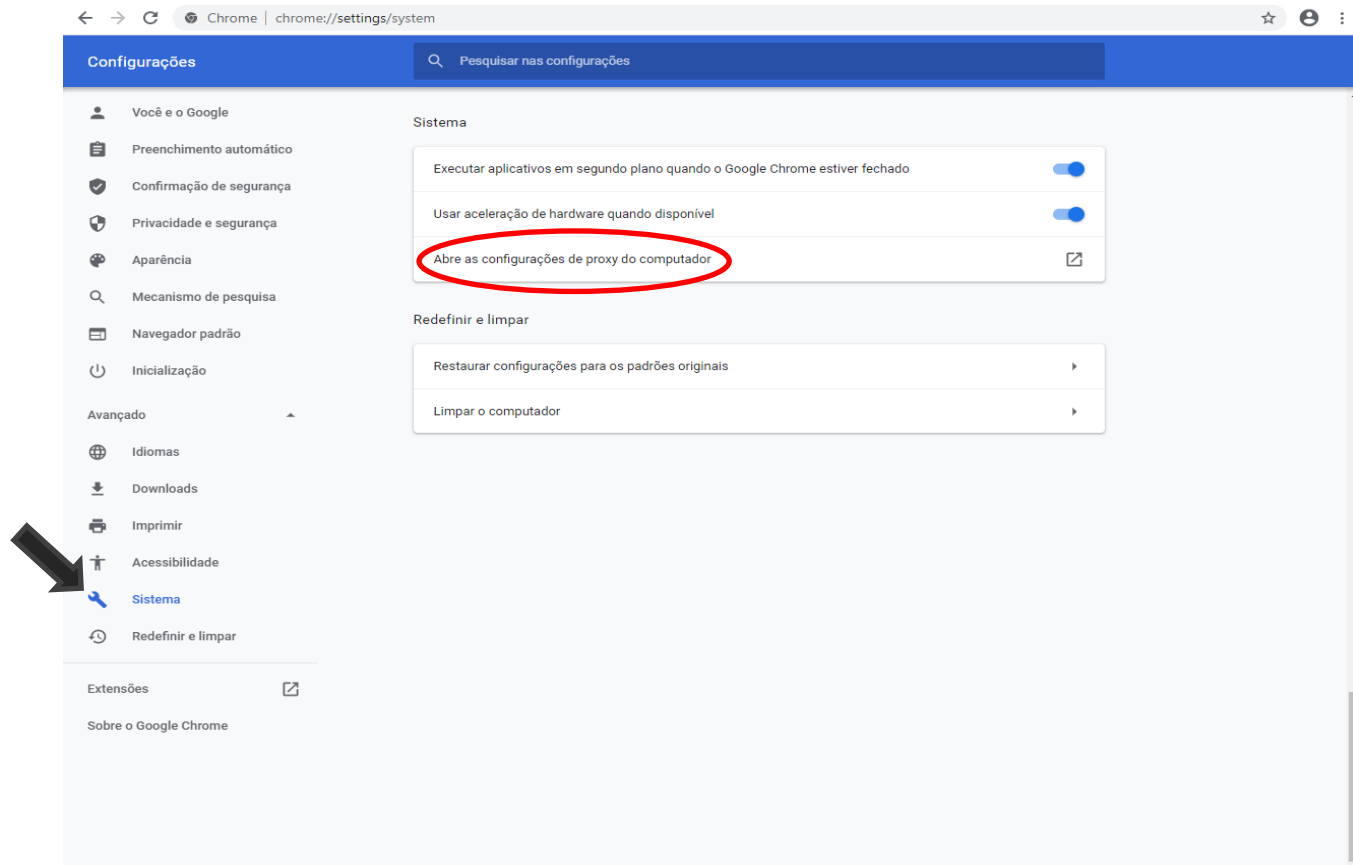 Chrome | chrome://settings/system
Configurações
Pesquisar nas configurações
Você e o Google
Preenchimento automático
Confirmação de segurança
Privacidade e segurança
Aparência
Mecanismo de pesquisa
Navegador padrão
Inicialização
Avançado
Idiomas
Downloads
Imprimir
Acessibilidade
Sistema
Redefinir e limpar
Extensões
Sobre o Google Chrome
Sistema
Executar aplicativos em segundo plano quando o Google Chrome estiver fechado
Usar aceleração de hardware quando disponível
Abre as configurações de proxy do computador
Redefinir e limpar
Restaurar configurações para os padrões originais
Limpar o computador